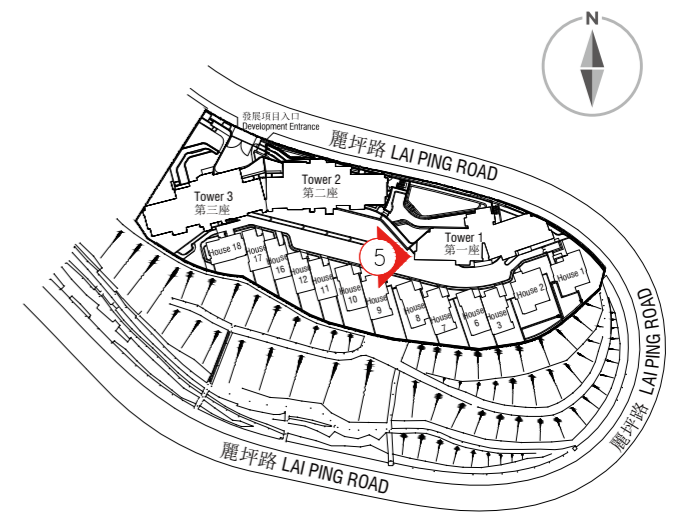 N
發展項目入口
Development Entrance
麗坪路 LAI PING ROAD
Tower 3
第三座
Tower 2
第二座
Tower 1
第一座
5
House 18
House 17
House 16
House 12
House 11
House 10
House 9
House 8
House 7
House 6
House 3
House 2
House 1
麗坪路 LAI PING ROAD
麗坪路 LAI PING ROAD